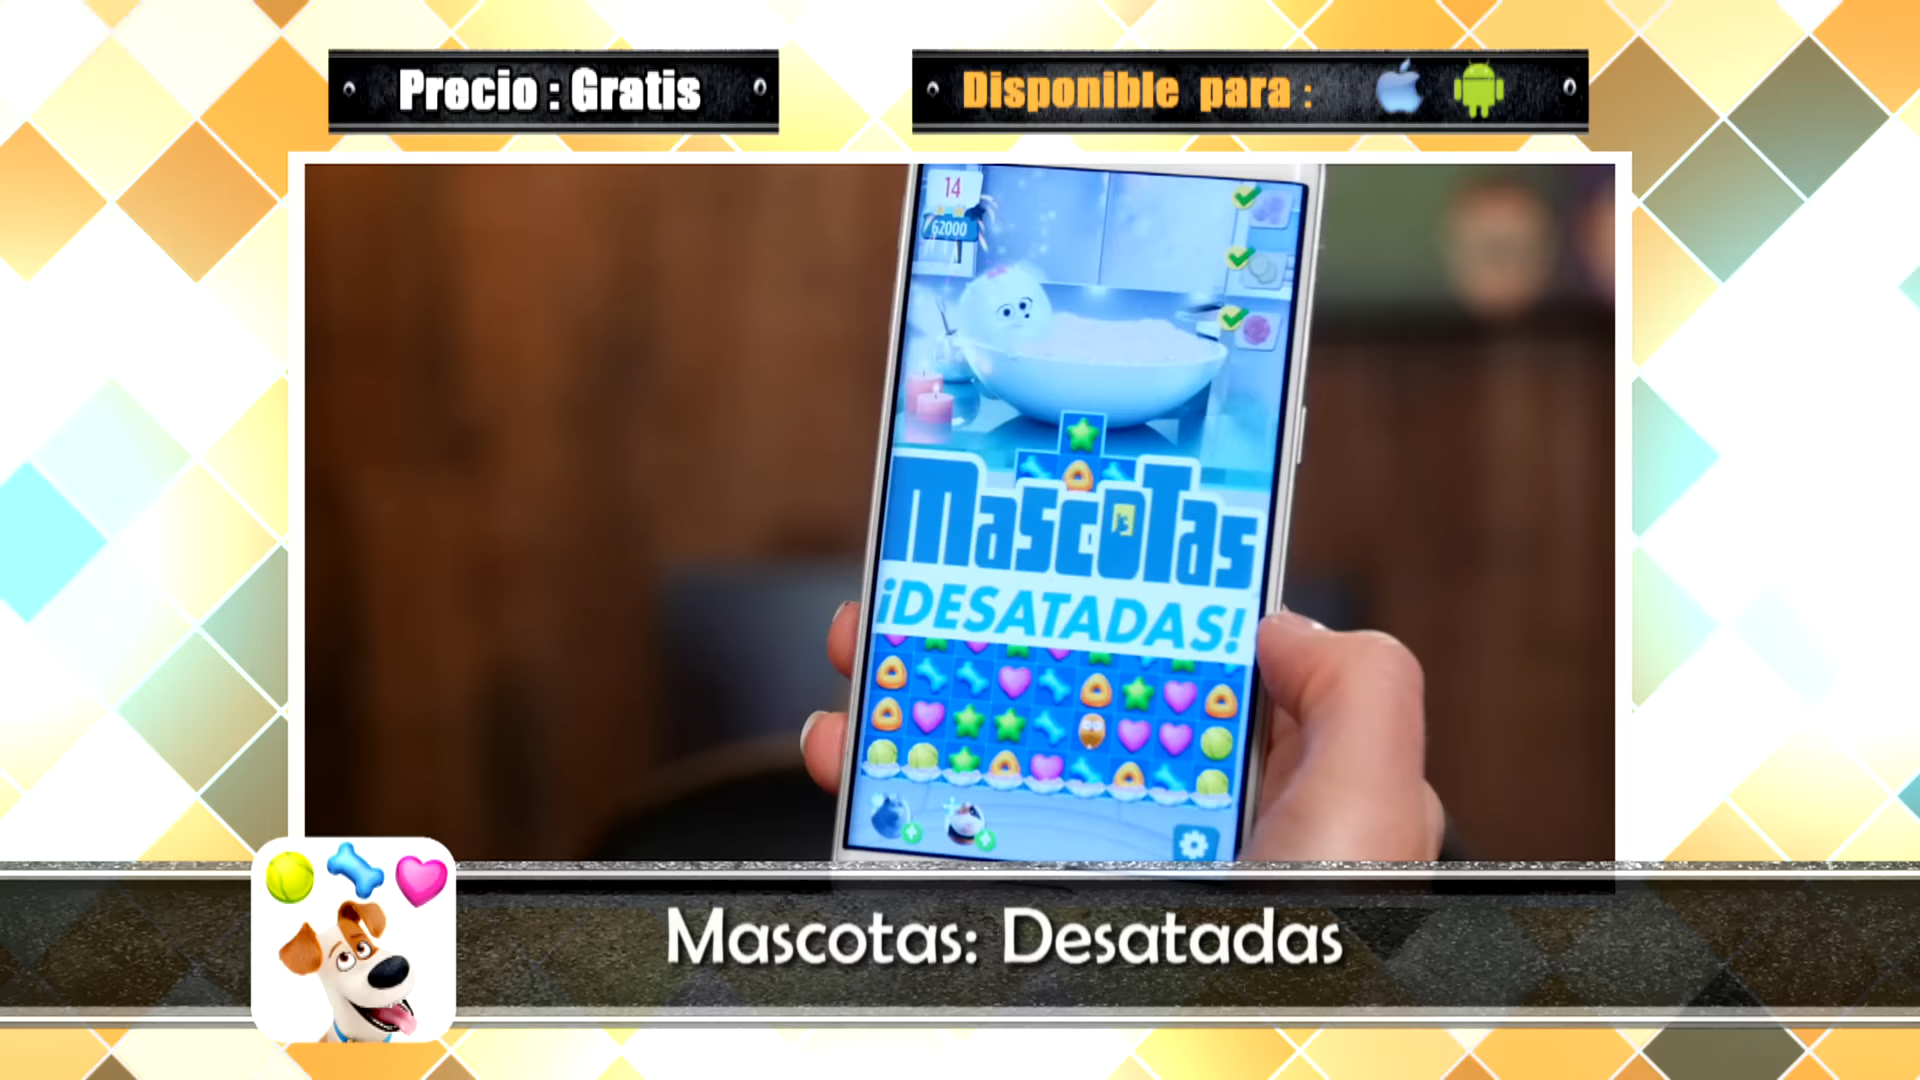 Precio : Gratis
Disponible para :
14
62000
Mascotas
¡DESATADAS!
Mascotas: Desatadas